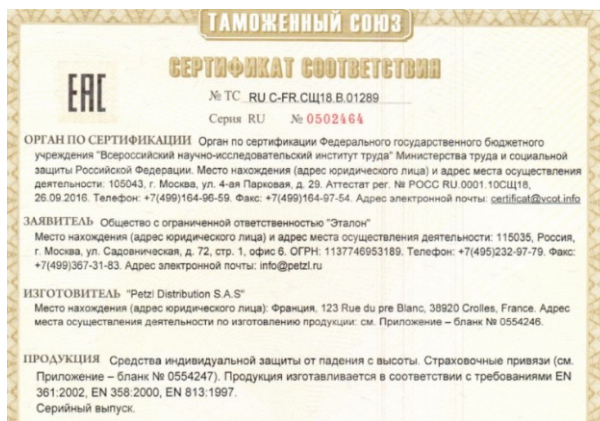 ТАМОЖЕННЫЙ СОЮЗ
СЕРТИФИКАТ СООТВЕТСТВИЯ
ЕАС
№ ТС RU C-FR.СЩ18.В.01289
Серия RU № 0502464
ОРГАН ПО СЕРТИФИКАЦИИ Орган по сертификации Федерального государственного бюджетного
учреждения "Всероссийский научно-исследовательский институт труда" Министерства труда и социальной
защиты Российской Федерации. Место нахождения (адрес юридического лица) и адрес места осуществления
деятельности: 105043, г. Москва, ул. 4-ая Парковая, д. 29. Аттестат рег. № РОСС RU.0001.10СЩ18,
26.09.2016. Телефон: +7(499)164-96-59. Факс: +7(499)164-97-54. Адрес электронной почты: certificat@vcot.info
ЗАЯВИТЕЛЬ Общество с ограниченной ответственностью "Эталон"
Место нахождения (адрес юридического лица) и адрес места осуществления деятельности: 115035, Россия,
г. Москва, ул. Садовническая, д. 72, стр. 1, офис 6. ОГРН: 1137746953189. Телефон: +7(495)232-97-79. Факс:
+7(499)367-31-83. Адрес электронной почты: info@petzl.ru
ИЗГОТОВИТЕЛЬ "Petzl Distribution S.A.S"
Место нахождения (адрес юридического лица): Франция, 123 Rue du pre Blanc, 38920 Crolles, France. Адрес
места осуществления деятельности по изготовлению продукции: см. Приложение – бланк № 0554246.
ПРОДУКЦИЯ Средства индивидуальной защиты от падения с высоты. Страховочные привязи (см.
Приложение – бланк № 0554247). Продукция изготавливается в соответствии с требованиями EN
361:2002, EN 358:2000, EN 813:1997.
Серийный выпуск.